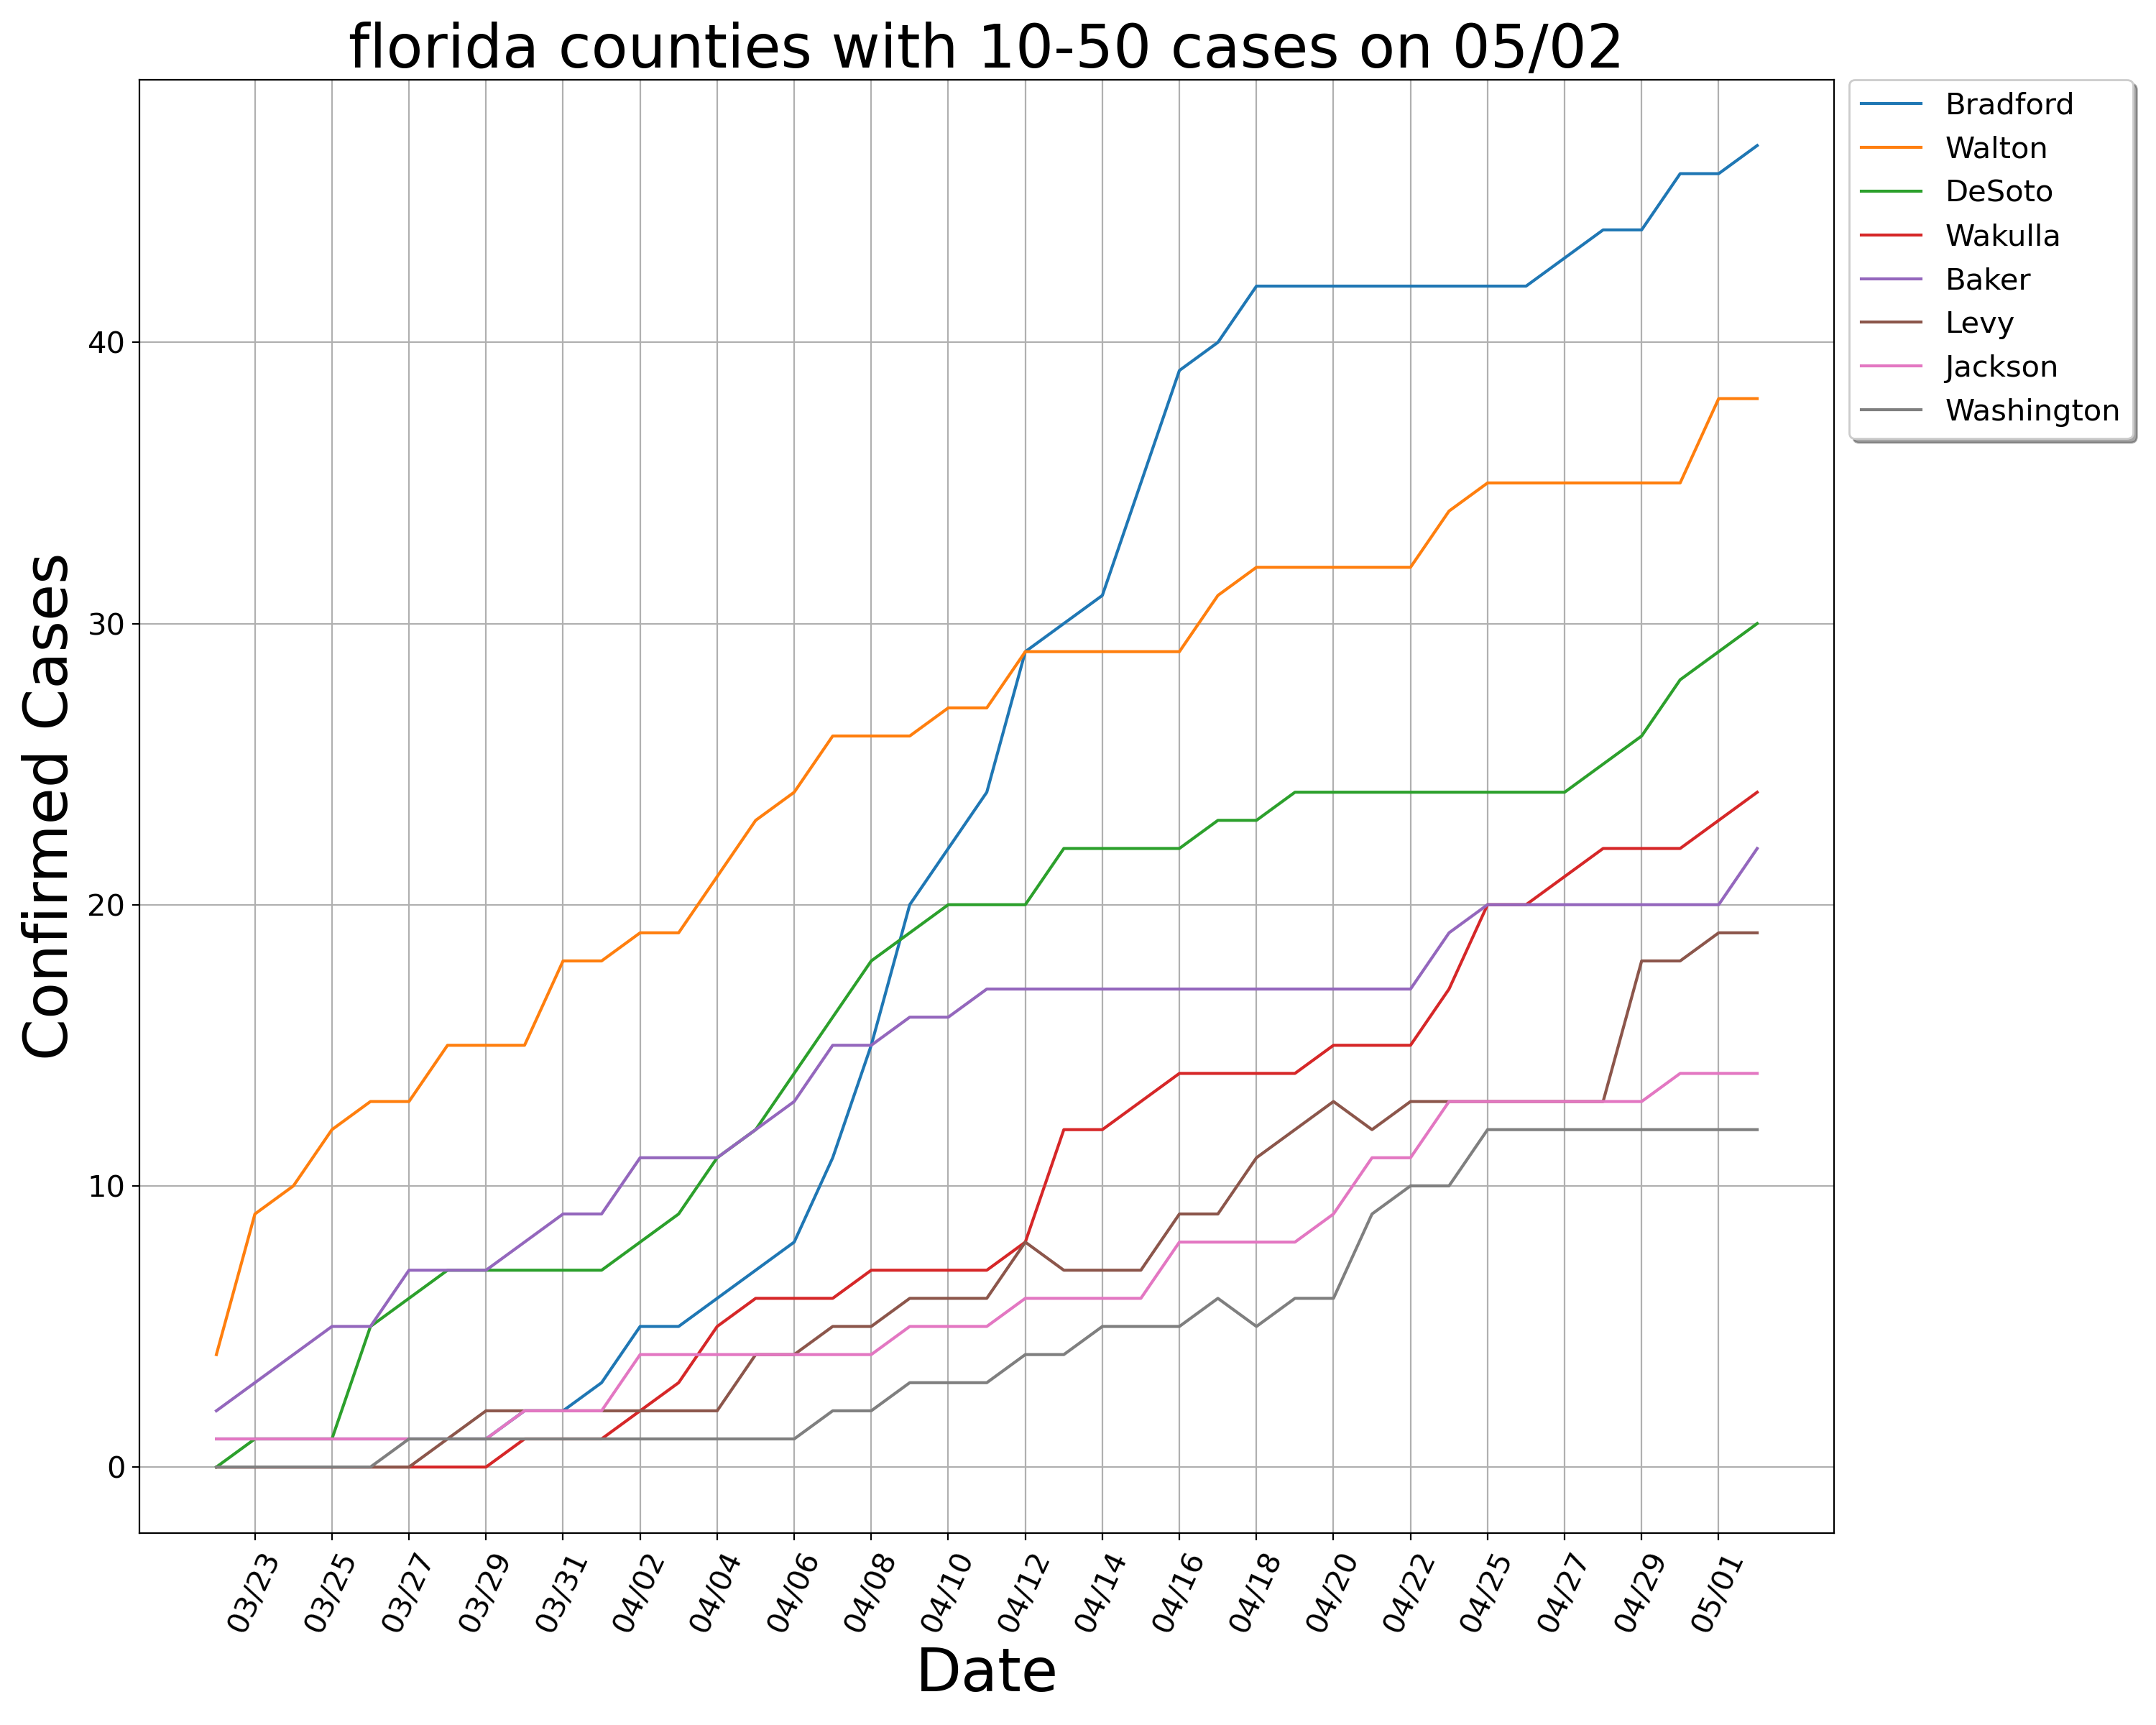 florida counties with 10-50 cases on 05/02
Bradford
Walton
DeSoto
Wakulla
Baker
Levy
Jackson
Washington
Confirmed Cases
40
30
20
10
0
03/23 03/25 03/27 03/29 03/31 04/02 04/04 04/06 04/08 04/10 04/12 04/14 04/16 04/18 04/20 04/22 04/25 04/27 04/29 05/01
Date